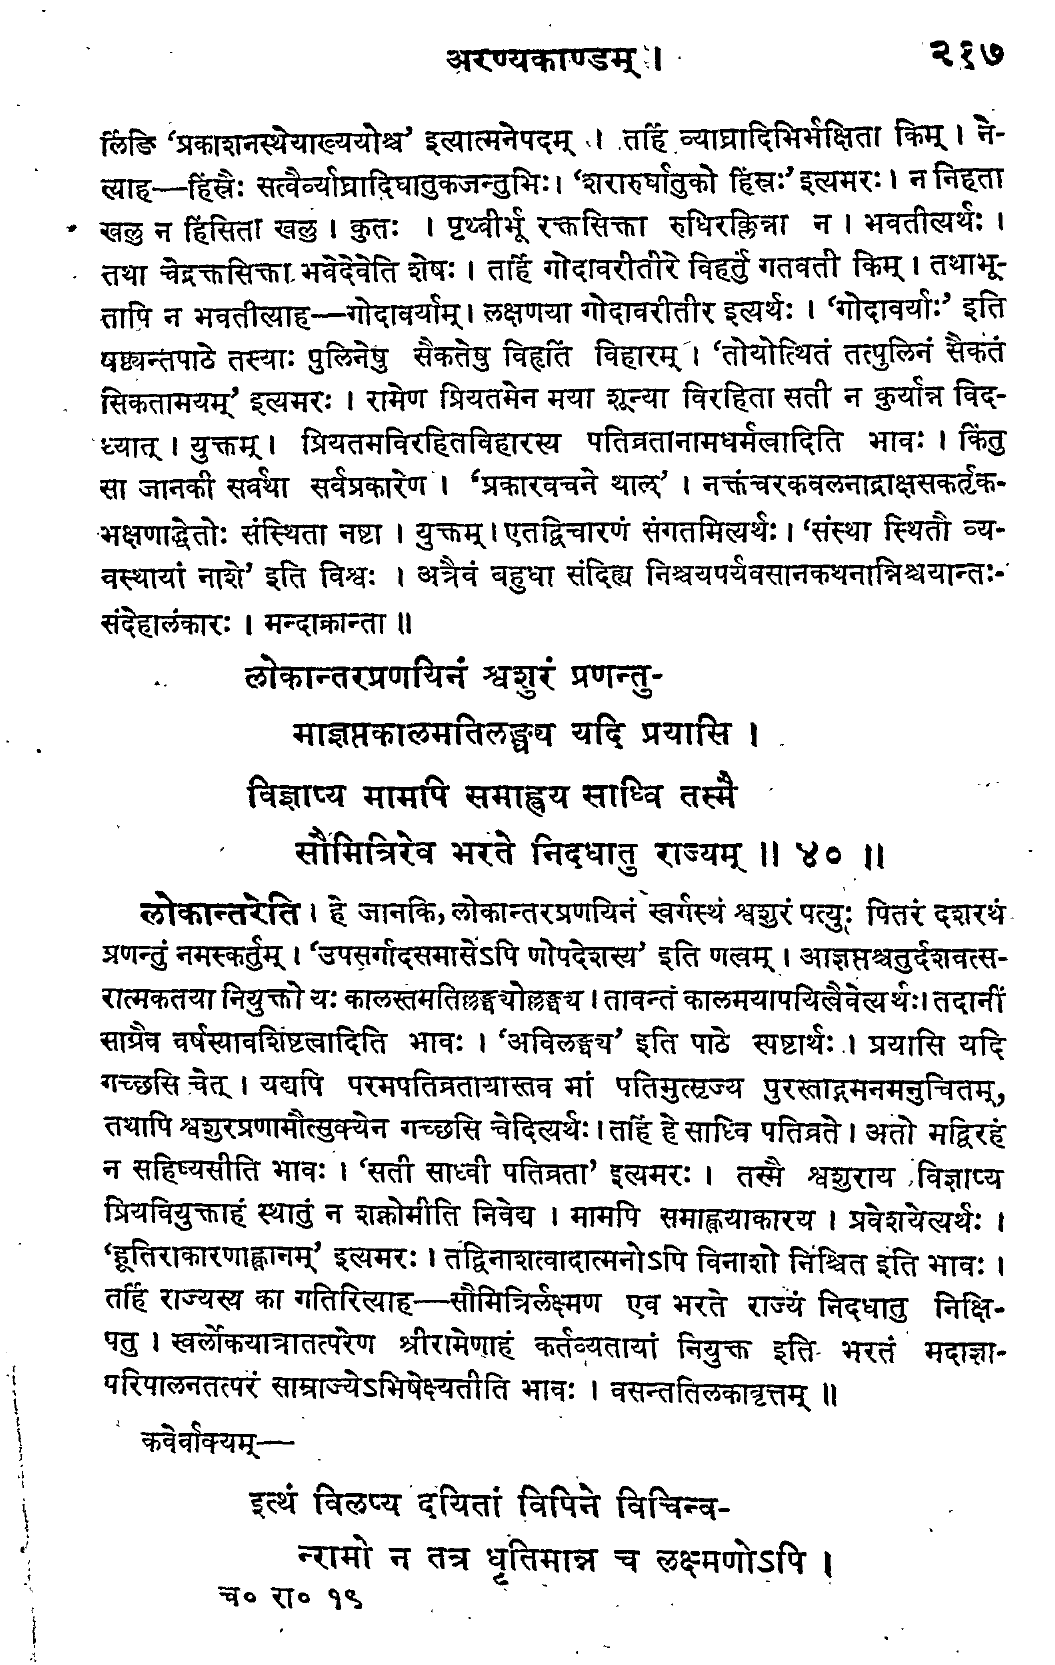 अरण्यकाण्डम् । २१७
र्लिङि ‘प्रकाशनस्थेयाख्ययोश्च’ इत्यात्मनेपदम् । तर्हि व्याघ्रादिभिर्भक्षिता किम् । ने-
त्याह—हिंस्रैः सत्वैर्व्याघ्रादिघातुकजन्तुभिः । ‘शरारुर्घातुको हिंस्रः’ इत्यमरः । न निहता
खलु न हिंसिता खलु । कुतः । पृथ्वीर्भू रक्तसिक्ता रुधिरक्लिन्ना न । भवतीत्यर्थः ।
तथा चेद्रक्तसिक्ता भवेदेवेति शेषः । तर्हि गोदावरीतीरे विहर्तुं गतवती किम् । तथाभू-
तापि न भवतीत्याह—गोदावर्याम् । लक्षणया गोदावरीतीर इत्यर्थः । ‘गोदावर्याः’ इति
षष्ठ्यन्तपाठे तस्याः पुलिनेषु सैकतेषु विहृतिं विहारम् । ‘तोयोत्थितं तत्पुलिनं सैकतं
सिकतामयम्’ इत्यमरः । रामेण प्रियतमेन मया शून्या विरहिता सती न कुर्यान्न विद-
ध्यात् । युक्तम् । प्रियतमविरहितविहारस्य पतिव्रतानामधर्मत्वादिति भावः । किंतु
सा जानकी सर्वथा सर्वप्रकारेण । ‘प्रकारवचने थाल्’ । नक्तंचरकवलनाद्राक्षसकर्तृक-
भक्षणाद्धेतोः संस्थिता नष्टा । युक्तम् । एतद्विचारणं संगतमित्यर्थः । ‘संस्था स्थितौ व्य-
वस्थायां नाशे’ इति विश्वः । अत्रैवं बहुधा संदिह्य निश्चयपर्यवसानकथनान्निश्चयान्तः-
संदेहालंकारः । मन्दाक्रान्ता ॥
लोकान्तरप्रणयिनं श्वशुरं प्रणन्तु-
माज्ञप्तकालमतिलङ्घ्य यदि प्रयासि ।
विज्ञाप्य मामपि समाह्वय साध्वि तस्मै
सौमित्रिरेव भरते निदधातु राज्यम् ॥ ४० ॥
लोकान्तरेति । हे जानकि, लोकान्तरप्रणयिनं स्वर्गस्थं श्वशुरं पत्युः पितरं दशरथं
प्रणन्तुं नमस्कर्तुम् । ‘उपसर्गादसमासेऽपि णोपदेशस्य’ इति णत्वम् । आज्ञप्तश्चतुर्दशवत्स-
रात्मकतया नियुक्तो यः कालस्तमतिलङ्घ्योल्लङ्घ्य । तावन्तं कालमयापयित्वैवेत्यर्थः । तदानीं
साग्रैव वर्षस्यावशिष्टत्वादिति भावः । ‘अविलङ्घ्य’ इति पाठे स्पष्टार्थः । प्रयासि यदि
गच्छसि चेत् । यद्यपि परमपतिव्रतायास्तव मां पतिमुत्सृज्य पुरस्ताद्गमनमनुचितम्,
तथापि श्वशुरप्रणामौत्सुक्येन गच्छसि चेदित्यर्थः । तर्हि हे साध्वि पतिव्रते । अतो मद्विरहं
न सहिष्यसीति भावः । ‘सती साध्वी पतिव्रता’ इत्यमरः । तस्मै श्वशुराय विज्ञाप्य
प्रियवियुक्ताहं स्थातुं न शक्नोमीति निवेद्य । मामपि समाह्वयाकारय । प्रवेशयेत्यर्थः ।
‘हूतिराकारणाह्वानम्’ इत्यमरः । तद्विनाशत्वादात्मनोऽपि विनाशो निश्चित इति भावः ।
तर्हि राज्यस्य का गतिरित्याह—सौमित्रिर्लक्ष्मण एव भरते राज्यं निदधातु निक्षि-
पतु । स्वर्लोकयात्रातत्परेण श्रीरामेणाहं कर्तव्यतायां नियुक्त इति भरतं मदाज्ञा-
परिपालनतत्परं साम्राज्येऽभिषेक्ष्यतीति भावः । वसन्ततिलकावृत्तम् ॥
कवेर्वाक्यम्—
इत्थं विलप्य दयितां विपिने विचिन्व-
न्रामो न तत्र धृतिमान्न च लक्ष्मणोऽपि ।
च० रा० १९